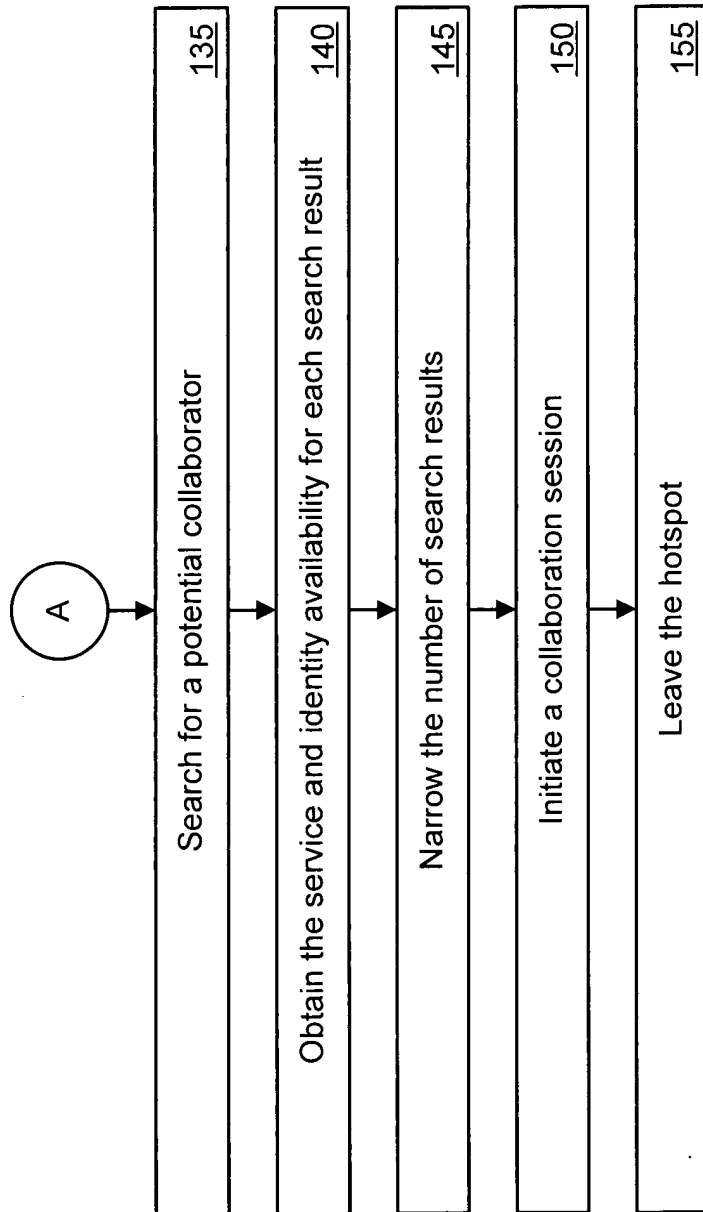 A
Search for a potential collaborator
135
Obtain the service and identity availability for each search result
140
Narrow the number of search results
145
Initiate a collaboration session
150
Leave the hotspot
155